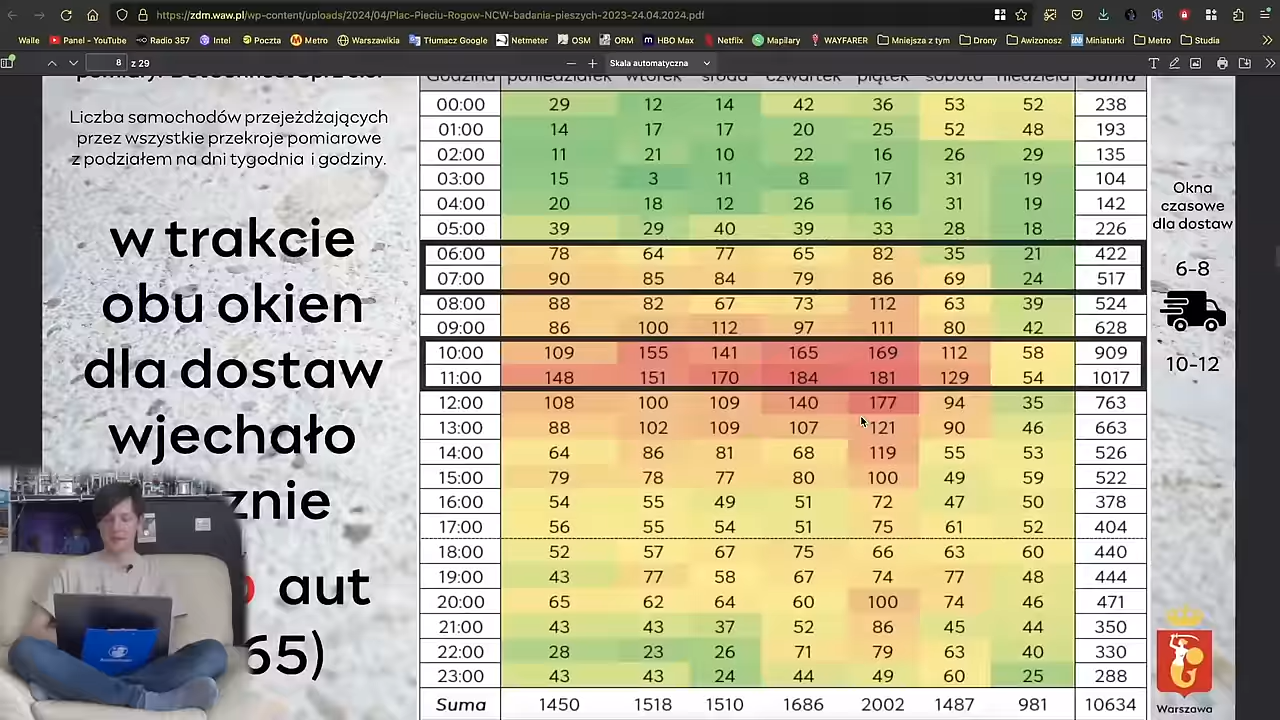 https://zdm.waw.pl/wp-content/uploads/2024/04/Plac-Pieciu-Rogow-NCW-badania-pieszych-2023-24.04.2024.pdf
Walle Panel - YouTube Radio 357 Intel Poczta Metro Warszawikia Tłumacz Google Netmeter OSM ORM HBO Max Netflix Mapilary WAYFARER Mniejsza z tym Drony Awizonosz Miniaturki Metro Studia
8 z 29 Skala automatyczna
Godzina poniedziałek wtorek środa czwartek piątek sobota niedziela Suma
Liczba samochodów przejeżdżających
przez wszystkie przekroje pomiarowe
z podziałem na dni tygodnia i godziny.
w trakcie
obu okien
dla dostaw
wjechało
znie
aut
65)
00:00 29 12 14 42 36 53 52 238
01:00 14 17 17 20 25 52 48 193
02:00 11 21 10 22 16 26 29 135
03:00 15 3 11 8 17 31 19 104
04:00 20 18 12 26 16 31 19 142
05:00 39 29 40 39 33 28 18 226
06:00 78 64 77 65 82 35 21 422
07:00 90 85 84 79 86 69 24 517
08:00 88 82 67 73 112 63 39 524
09:00 86 100 112 97 111 80 42 628
10:00 109 155 141 165 169 112 58 909
11:00 148 151 170 184 181 129 54 1017
12:00 108 100 109 140 177 94 35 763
13:00 88 102 109 107 121 90 46 663
14:00 64 86 81 68 119 55 53 526
15:00 79 78 77 80 100 49 59 522
16:00 54 55 49 51 72 47 50 378
17:00 56 55 54 51 75 61 52 404
18:00 52 57 67 75 66 63 60 440
19:00 43 77 58 67 74 77 48 444
20:00 65 62 64 60 100 74 46 471
21:00 43 43 37 52 86 45 44 350
22:00 28 23 26 71 79 63 40 330
23:00 43 43 24 44 49 60 25 288
Suma 1450 1518 1510 1686 2002 1487 981 10634
Okna
czasowe
dla dostaw
6-8
10-12
Warszawa